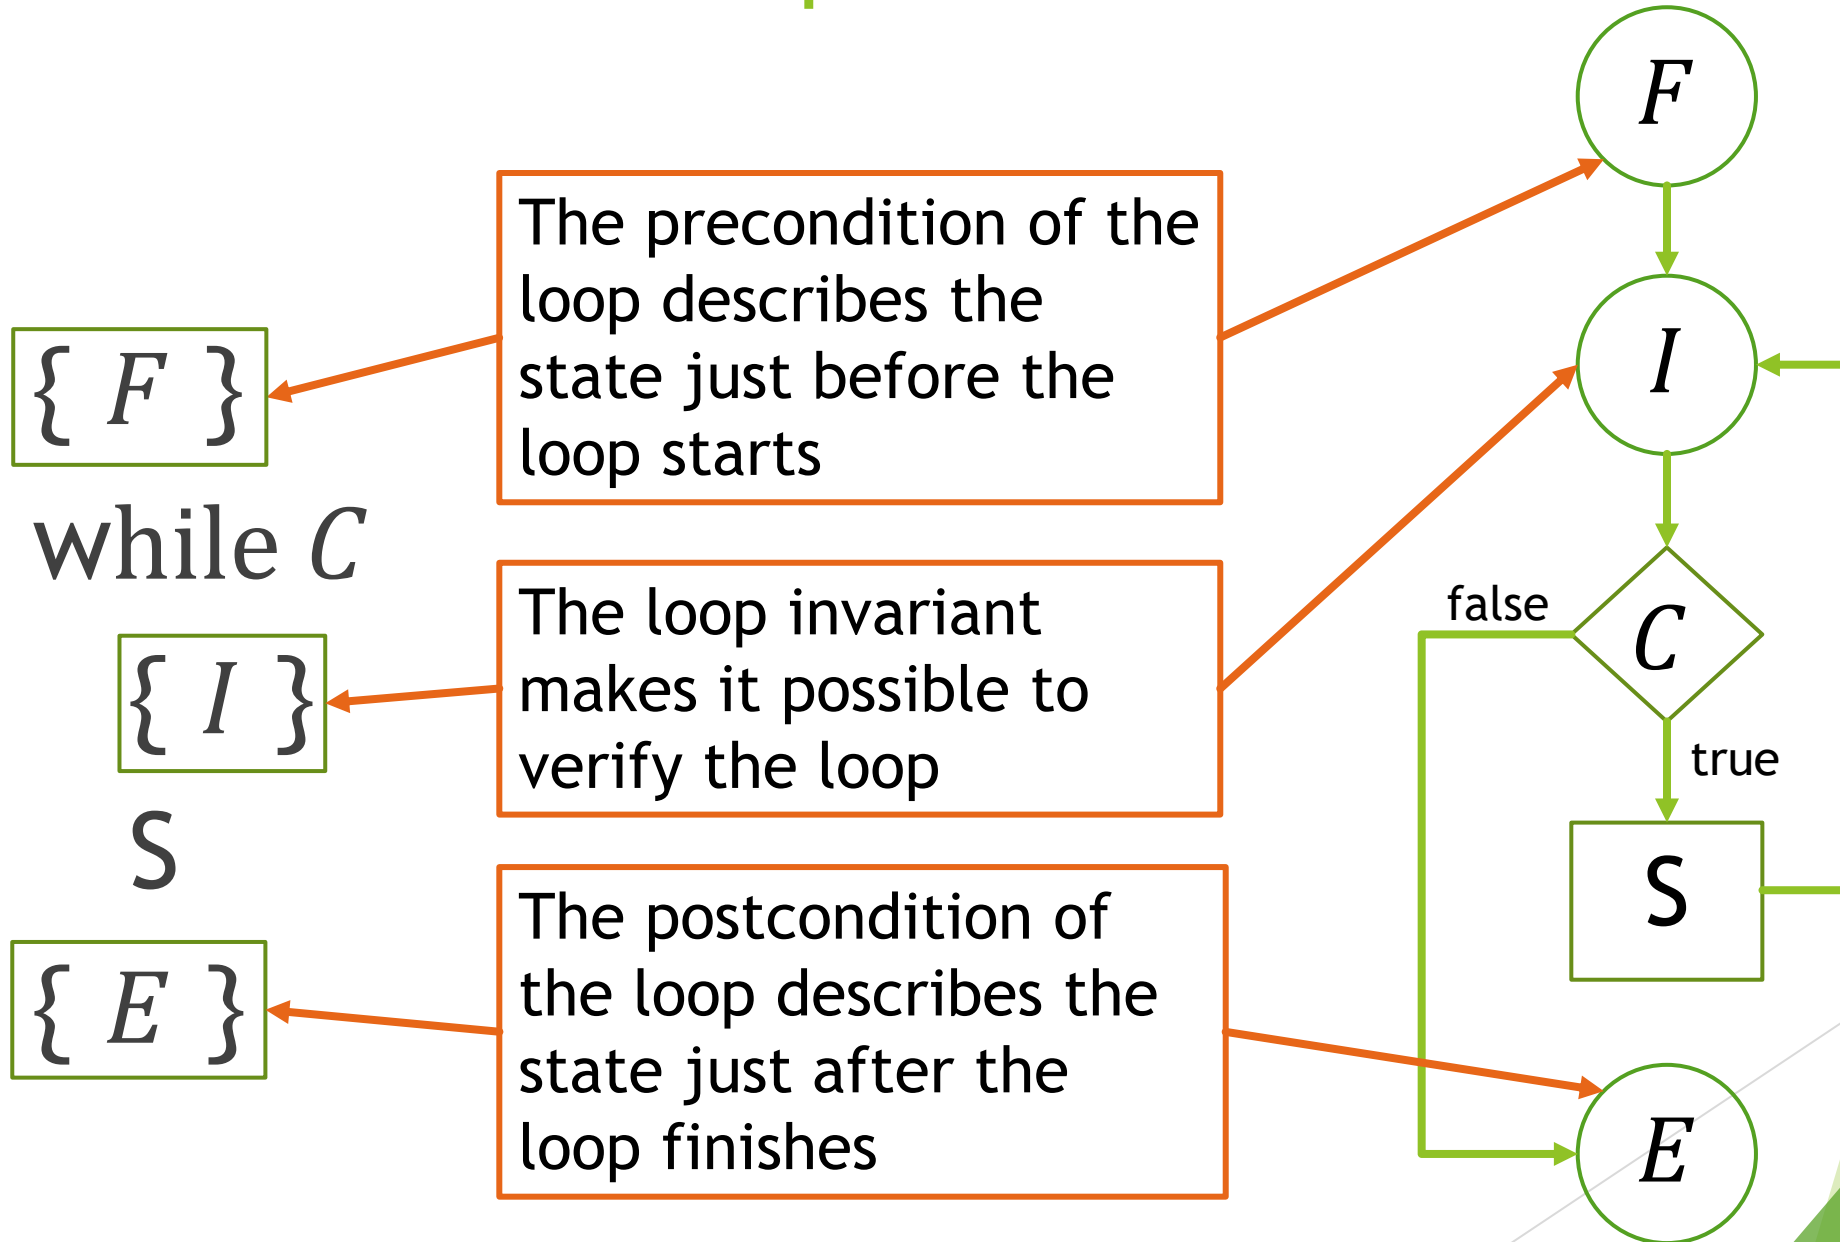 { F }
while C
{ I }
S
{ E }
The precondition of the
loop describes the
state just before the
loop starts
The loop invariant
makes it possible to
verify the loop
The postcondition of
the loop describes the
state just after the
loop finishes
F
I
false
C
true
S
E